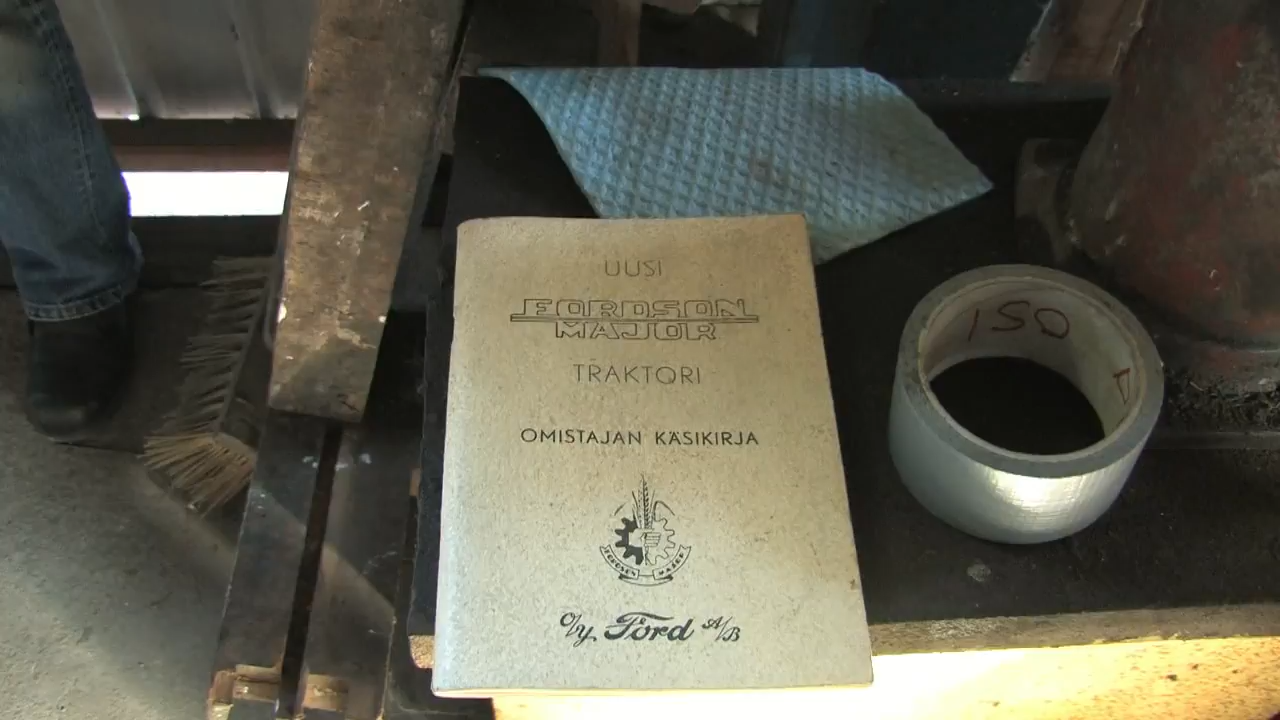 UUSI
FORDSON
MAJOR
TRAKTORI
OMISTAJAN KÄSIKIRJA
FORDSON MAJOR
O/y. Ford A/B
150